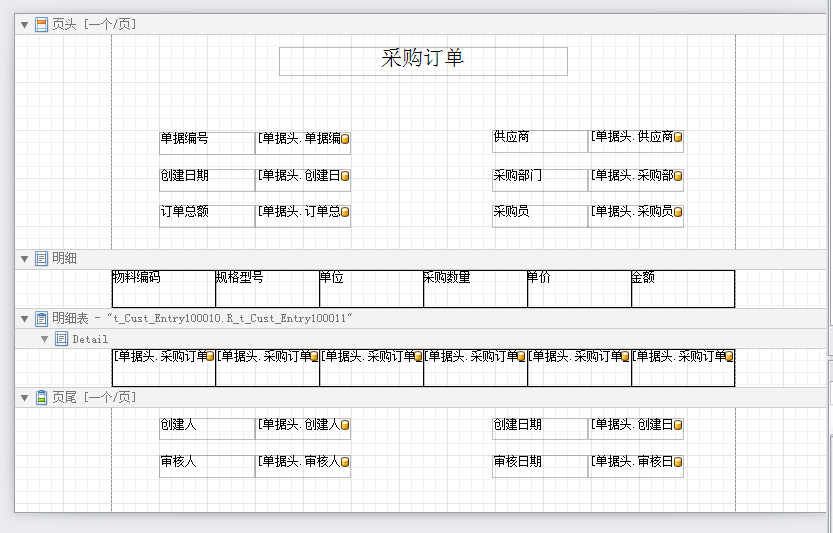 页头 [一个/页]
采购订单
单据编号 [单据头.单据编 供应商 [单据头.供应商
创建日期 [单据头.创建日 采购部门 [单据头.采购部
订单总额 [单据头.订单总 采购员 [单据头.采购员
明细
物料编码 规格型号 单位 采购数量 单价 金额
明细表 - "t_Cust_Entry100010.R_t_Cust_Entry100011"
Detail
[单据头.采购订单 [单据头.采购订单 [单据头.采购订单 [单据头.采购订单 [单据头.采购订单 [单据头.采购订单
页尾 [一个/页]
创建人 [单据头.创建人 创建日期 [单据头.创建日
审核人 [单据头.审核人 审核日期 [单据头.审核日